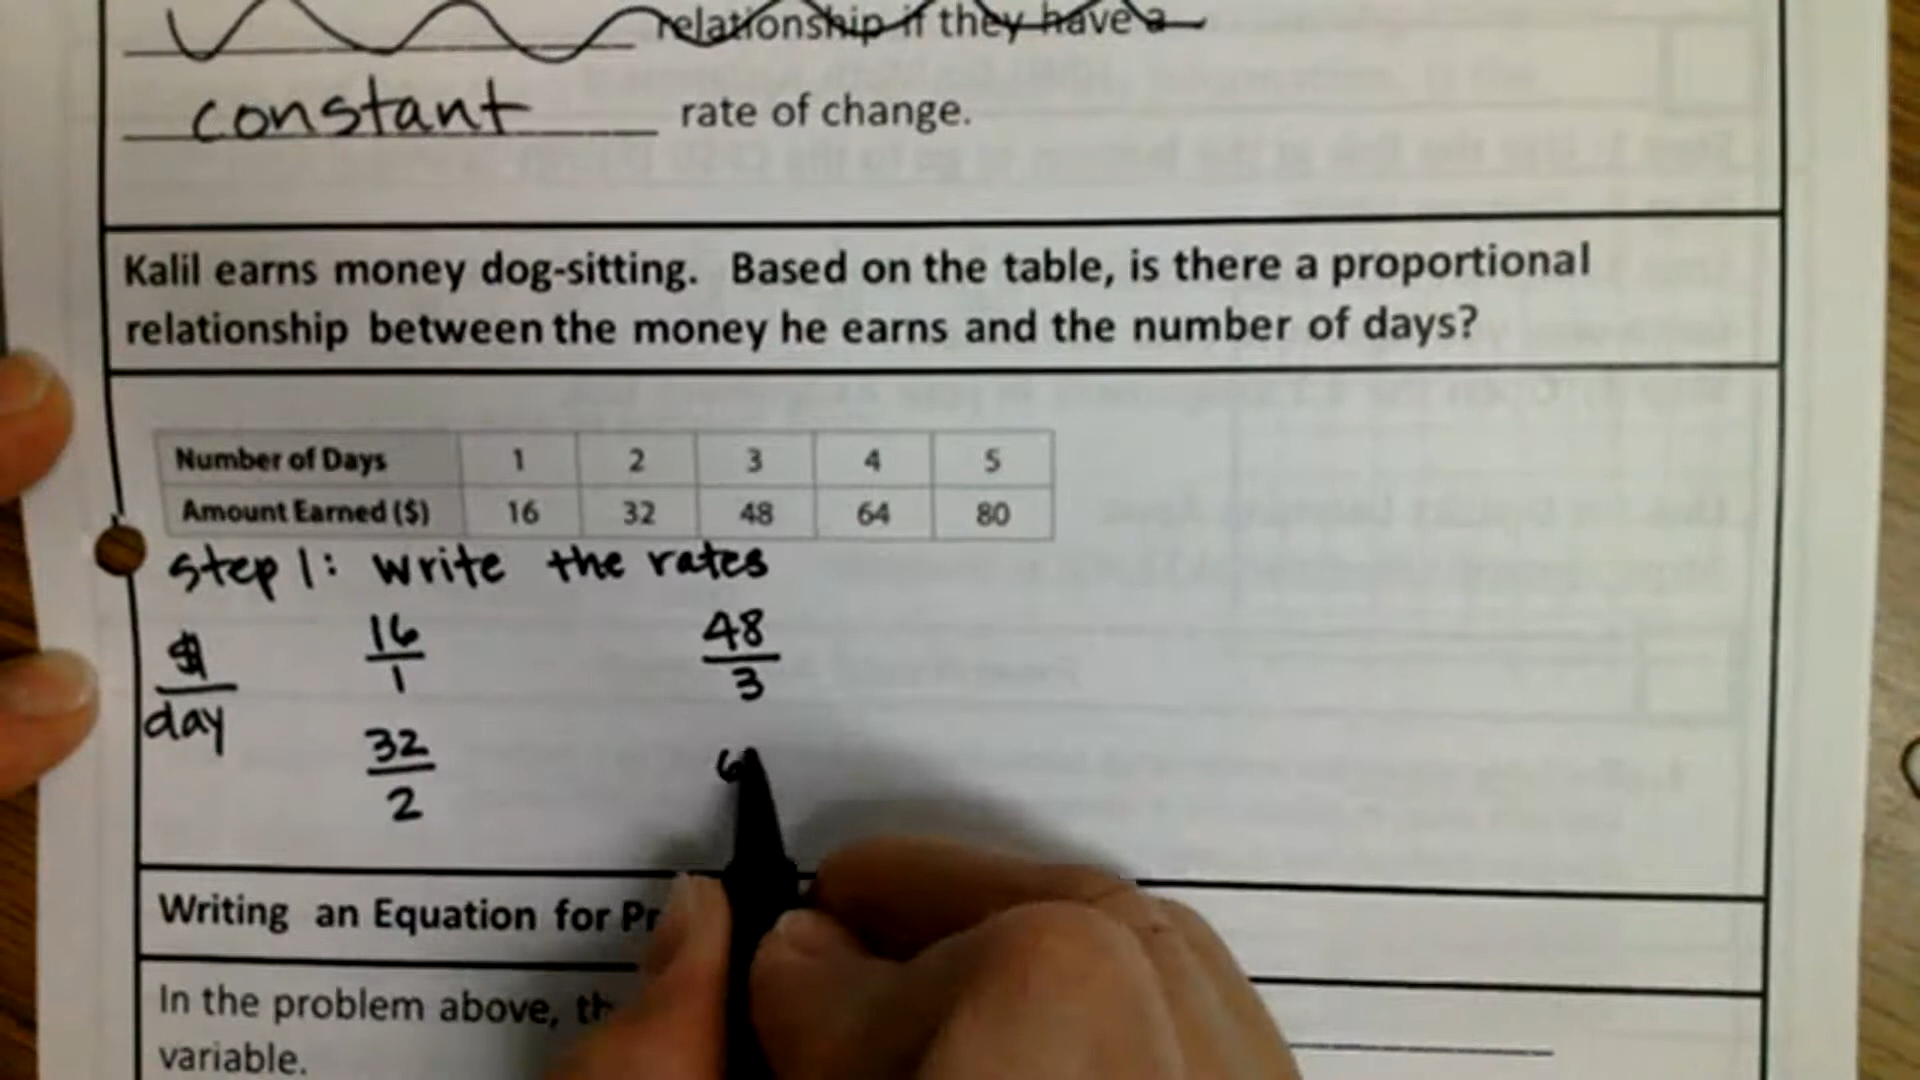 relationship if they have a
constant rate of change.
Kalil earns money dog-sitting. Based on the table, is there a proportional
relationship between the money he earns and the number of days?
Number of Days 1 2 3 4 5
Amount Earned ($) 16 32 48 64 80
step 1: write the rates
$
day
16
1
48
3
32
2
6
Writing an Equation for Pr
In the problem above, th
variable.